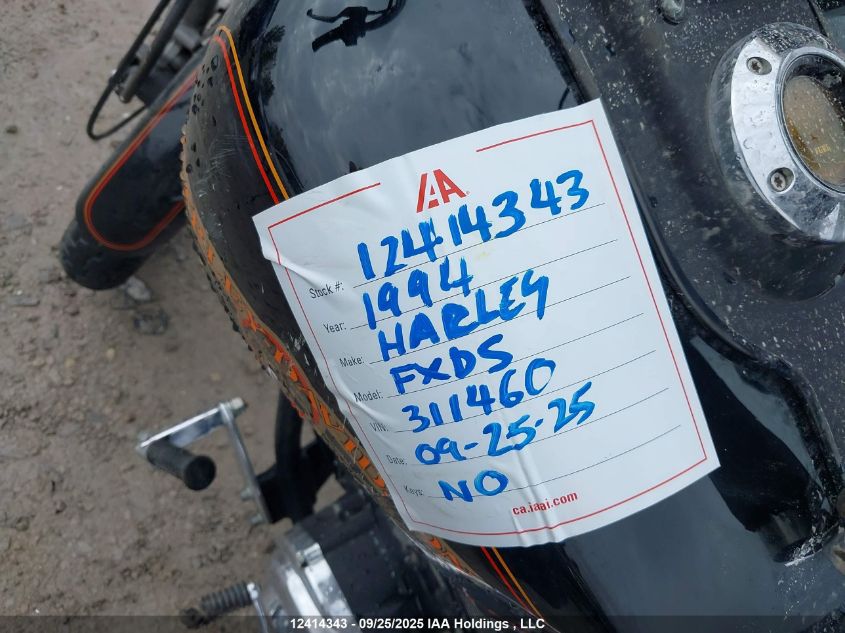 IAA
Stock #: 12414343
Year: 1994
Make: HARLEY
Model: FXDS
VIN: 311460
Date: 09-25-25
Keys: NO
ca.iaai.com
12414343 - 09/25/2025 IAA Holdings , LLC